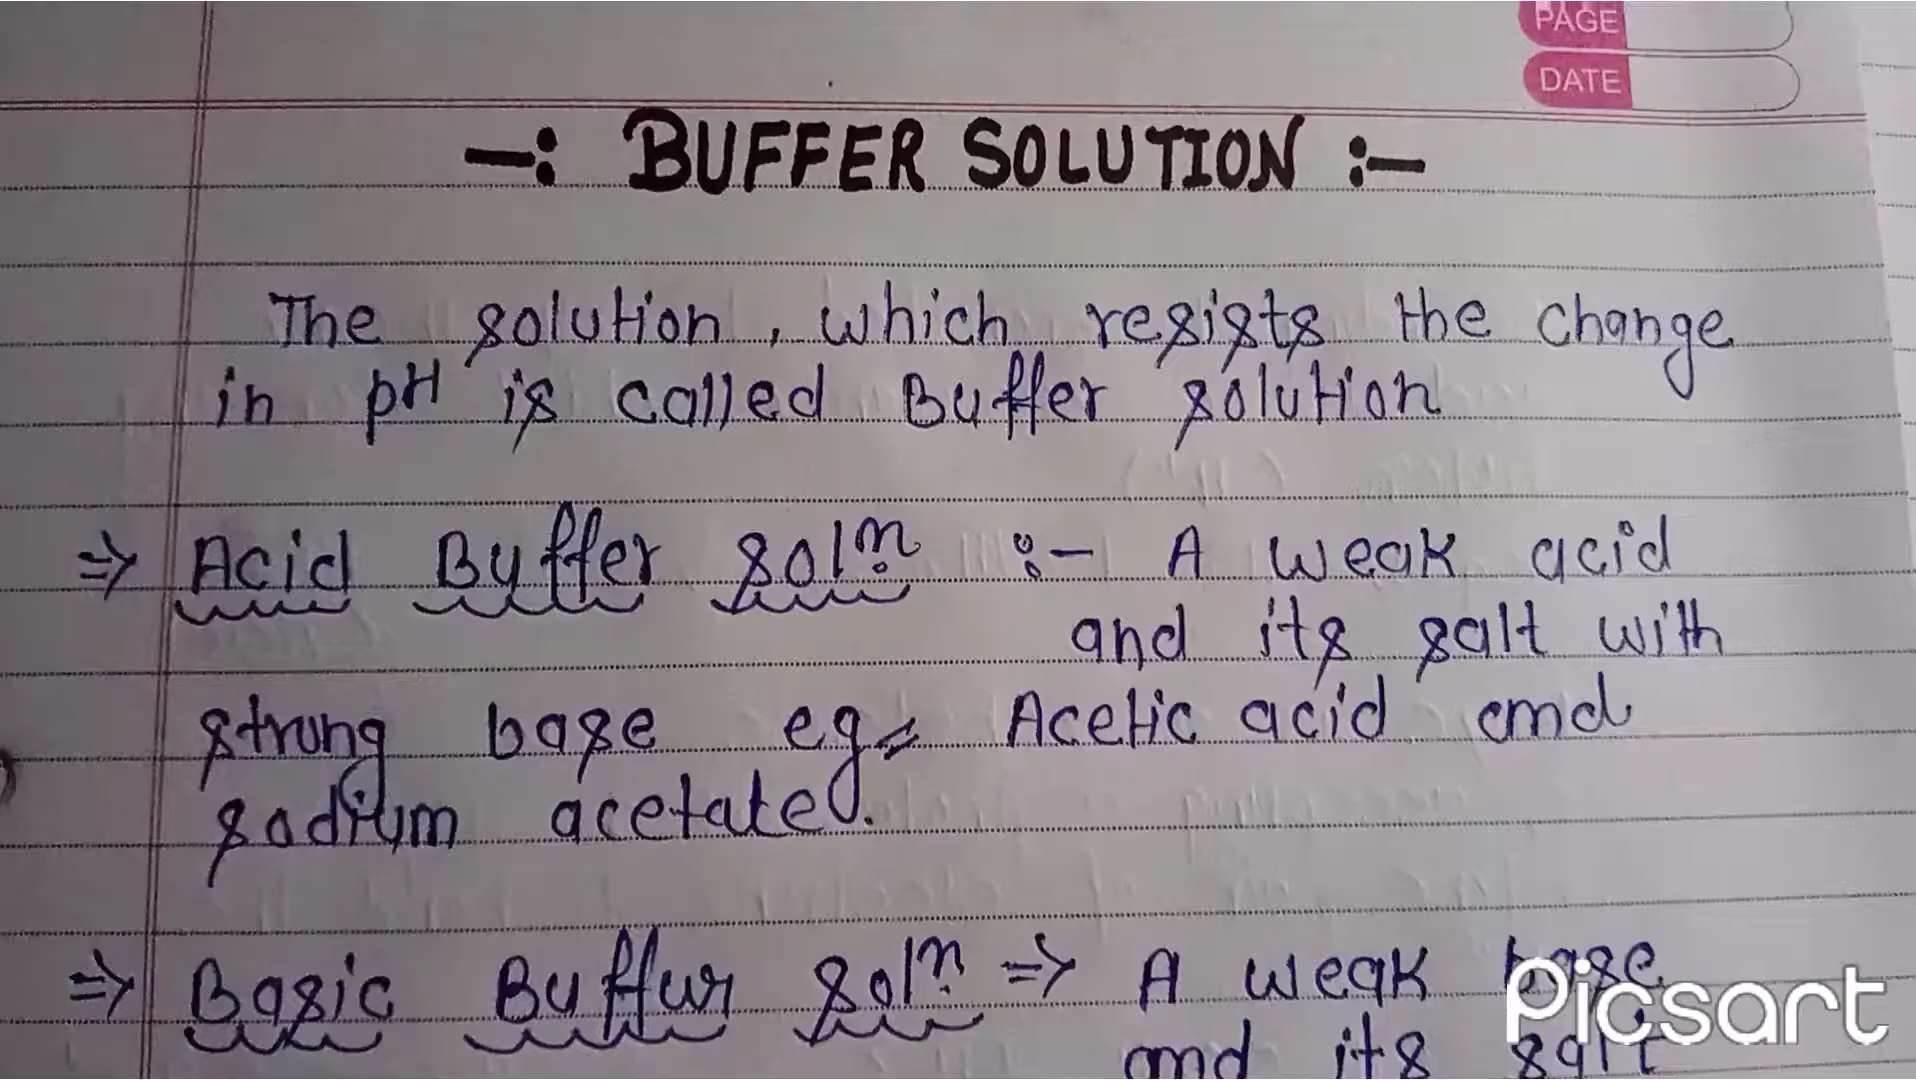 PAGE
DATE
-: BUFFER SOLUTION :-
The solution, which resists the change
in pH is called Buffer solution
⇒ Acid Buffer solⁿ. :- A weak acid
and its salt with
strong base eg= Acetic acid and
sodium acetate.
⇒ Basic Buffur solⁿ. ⇒ A weak base
and its salt
Picsart